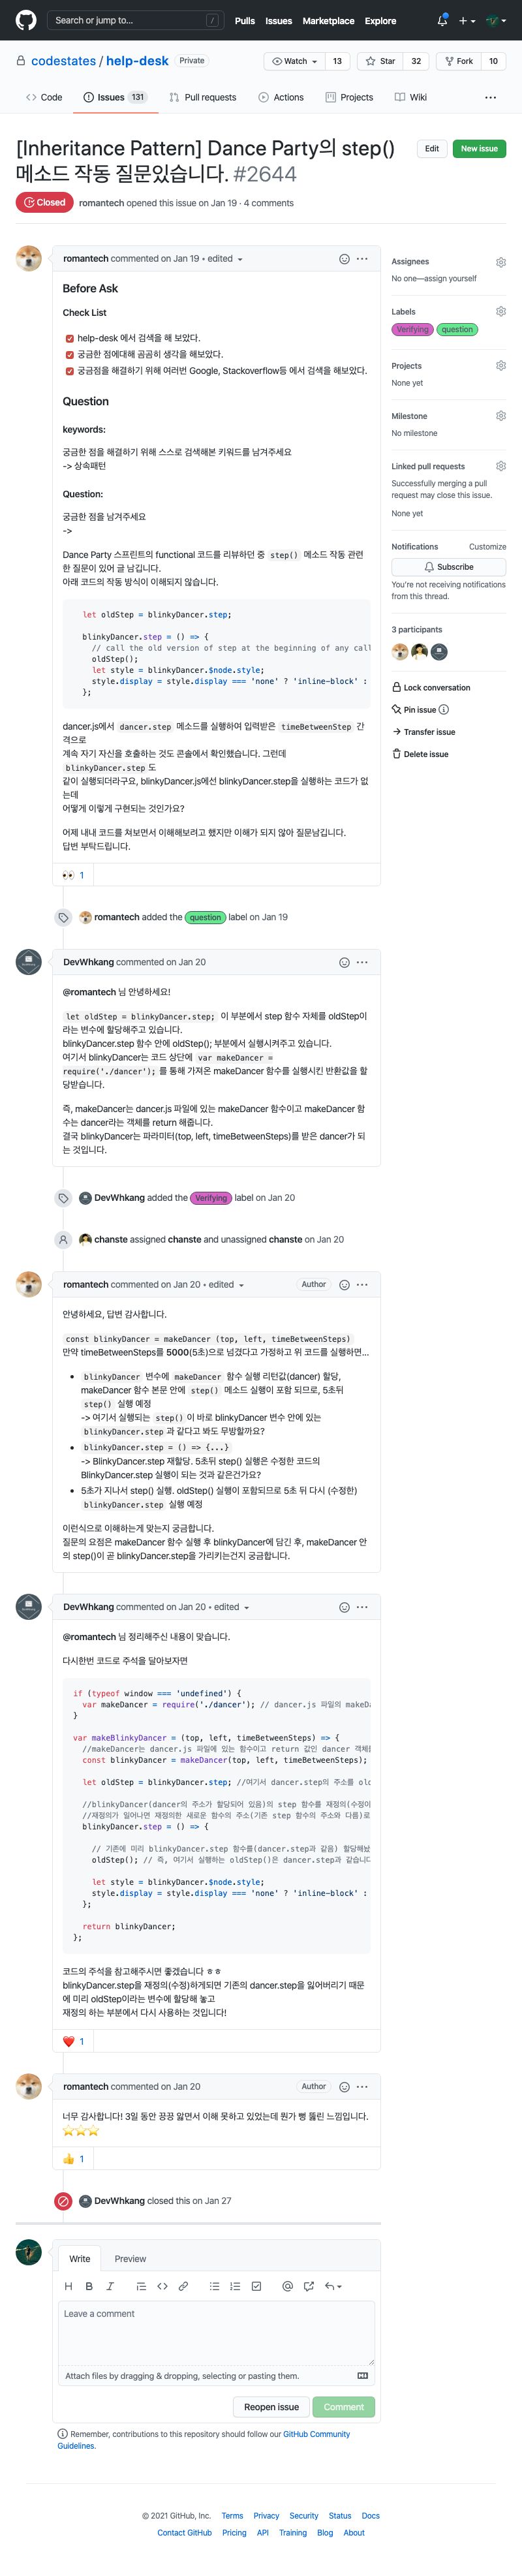 Search or jump to... /
Pulls Issues Marketplace Explore
codestates / help-desk Private
Watch 13 Star 32 Fork 10
Code Issues 131 Pull requests Actions Projects Wiki ...
[Inheritance Pattern] Dance Party의 step()
메소드 작동 질문있습니다. #2644
Edit New issue
Closed romantech opened this issue on Jan 19 · 4 comments
romantech commented on Jan 19 • edited
Before Ask
Check List
help-desk 에서 검색을 해 보았다.
궁금한 점에대해 곰곰히 생각을 해보았다.
궁금점을 해결하기 위해 여러번 Google, Stackoverflow등 에서 검색을 해보았다.
Question
keywords:
궁금한 점을 해결하기 위해 스스로 검색해본 키워드를 남겨주세요
-> 상속패턴
Question:
궁금한 점을 남겨주세요
->
Dance Party 스프린트의 functional 코드를 리뷰하던 중 step() 메소드 작동 관련
한 질문이 있어 글 남깁니다.
아래 코드의 작동 방식이 이해되지 않습니다.
let oldStep = blinkyDancer.step;
blinkyDancer.step = () => {
// call the old version of step at the beginning of any call
oldStep();
let style = blinkyDancer.$node.style;
style.display = style.display === 'none' ? 'inline-block' :
};
dancer.js에서 dancer.step 메소드를 실행하여 입력받은 timeBetweenStep 간
격으로
계속 자기 자신을 호출하는 것도 콘솔에서 확인했습니다. 그런데
blinkyDancer.step 도
같이 실행되더라구요, blinkyDancer.js에선 blinkyDancer.step을 실행하는 코드가 없
는데
어떻게 이렇게 구현되는 것인가요?
어제 내내 코드를 쳐보면서 이해해보려고 했지만 이해가 되지 않아 질문남깁니다.
답변 부탁드립니다.
👀 1
romantech added the question label on Jan 19
DevWhkang commented on Jan 20
@romantech 님 안녕하세요!
let oldStep = blinkyDancer.step; 이 부분에서 step 함수 자체를 oldStep이
라는 변수에 할당해주고 있습니다.
blinkyDancer.step 함수 안에 oldStep(); 부분에서 실행시켜주고 있습니다.
여기서 blinkyDancer는 코드 상단에 var makeDancer =
require('./dancer'); 를 통해 가져온 makeDancer 함수를 실행시킨 반환값을 할
당받습니다.
즉, makeDancer는 dancer.js 파일에 있는 makeDancer 함수이고 makeDancer 함
수는 dancer라는 객체를 return 해줍니다.
결국 blinkyDancer는 파라미터(top, left, timeBetweenSteps)를 받은 dancer가 되
는 것입니다.
DevWhkang added the Verifying label on Jan 20
chanste assigned chanste and unassigned chanste on Jan 20
romantech commented on Jan 20 • edited Author
안녕하세요, 답변 감사합니다.
const blinkyDancer = makeDancer (top, left, timeBetweenSteps)
만약 timeBetweenSteps를 5000(5초)으로 넘겼다고 가정하고 위 코드를 실행하면...
• blinkyDancer 변수에 makeDancer 함수 실행 리턴값(dancer) 할당,
makeDancer 함수 본문 안에 step() 메소드 실행이 포함 되므로, 5초뒤
step() 실행 예정
-> 여기서 실행되는 step() 이 바로 blinkyDancer 변수 안에 있는
blinkyDancer.step 과 같다고 봐도 무방할까요?
• blinkyDancer.step = () => {...}
-> BlinkyDancer.step 재할당. 5초뒤 step() 실행은 수정한 코드의
BlinkyDancer.step 실행이 되는 것과 같은건가요?
• 5초가 지나서 step() 실행. oldStep() 실행이 포함되므로 5초 뒤 다시 (수정한)
blinkyDancer.step 실행 예정
이런식으로 이해하는게 맞는지 궁금합니다.
질문의 요점은 makeDancer 함수 실행 후 blinkyDancer에 담긴 후, makeDancer 안
의 step()이 곧 blinkyDancer.step을 가리키는건지 궁금합니다.
DevWhkang commented on Jan 20 • edited
@romantech 님 정리해주신 내용이 맞습니다.
다시한번 코드로 주석을 달아보자면
if (typeof window === 'undefined') {
var makeDancer = require('./dancer'); // dancer.js 파일의 makeDa
}
var makeBlinkyDancer = (top, left, timeBetweenSteps) => {
//makeDancer는 dancer.js 파일에 있는 함수이고 return 값인 dancer 객체를
const blinkyDancer = makeDancer(top, left, timeBetweenSteps);
let oldStep = blinkyDancer.step; //여기서 dancer.step의 주소를 old
//blinkyDancer(dancer의 주소가 할당되어 있음)의 step 함수를 재정의(수정이
//재정의가 일어나면 재정의한 새로운 함수의 주소(기존 step 함수의 주소와 다름)로
blinkyDancer.step = () => {
// 기존에 미리 blinkyDancer.step 함수를(dancer.step과 같음) 할당해놨
oldStep(); // 즉, 여기서 실행하는 oldStep()은 dancer.step과 같습니다
let style = blinkyDancer.$node.style;
style.display = style.display === 'none' ? 'inline-block' :
};
return blinkyDancer;
};
코드의 주석을 참고해주시면 좋겠습니다 ㅎㅎ
blinkyDancer.step을 재정의(수정)하게되면 기존의 dancer.step을 잃어버리기 때문
에 미리 oldStep이라는 변수에 할당해 놓고
재정의 하는 부분에서 다시 사용하는 것입니다!
❤️ 1
romantech commented on Jan 20 Author
너무 감사합니다! 3일 동안 끙끙 앓면서 이해 못하고 있었는데 뭔가 뻥 뚫린 느낌입니다.
⭐⭐⭐
👍 1
DevWhkang closed this on Jan 27
Write Preview
Leave a comment
Attach files by dragging & dropping, selecting or pasting them.
Reopen issue Comment
Remember, contributions to this repository should follow our GitHub Community
Guidelines.
Assignees
No one—assign yourself
Labels
Verifying question
Projects
None yet
Milestone
No milestone
Linked pull requests
Successfully merging a pull
request may close this issue.
None yet
Notifications Customize
Subscribe
You're not receiving notifications
from this thread.
3 participants
Lock conversation
Pin issue
Transfer issue
Delete issue
© 2021 GitHub, Inc. Terms Privacy Security Status Docs
Contact GitHub Pricing API Training Blog About